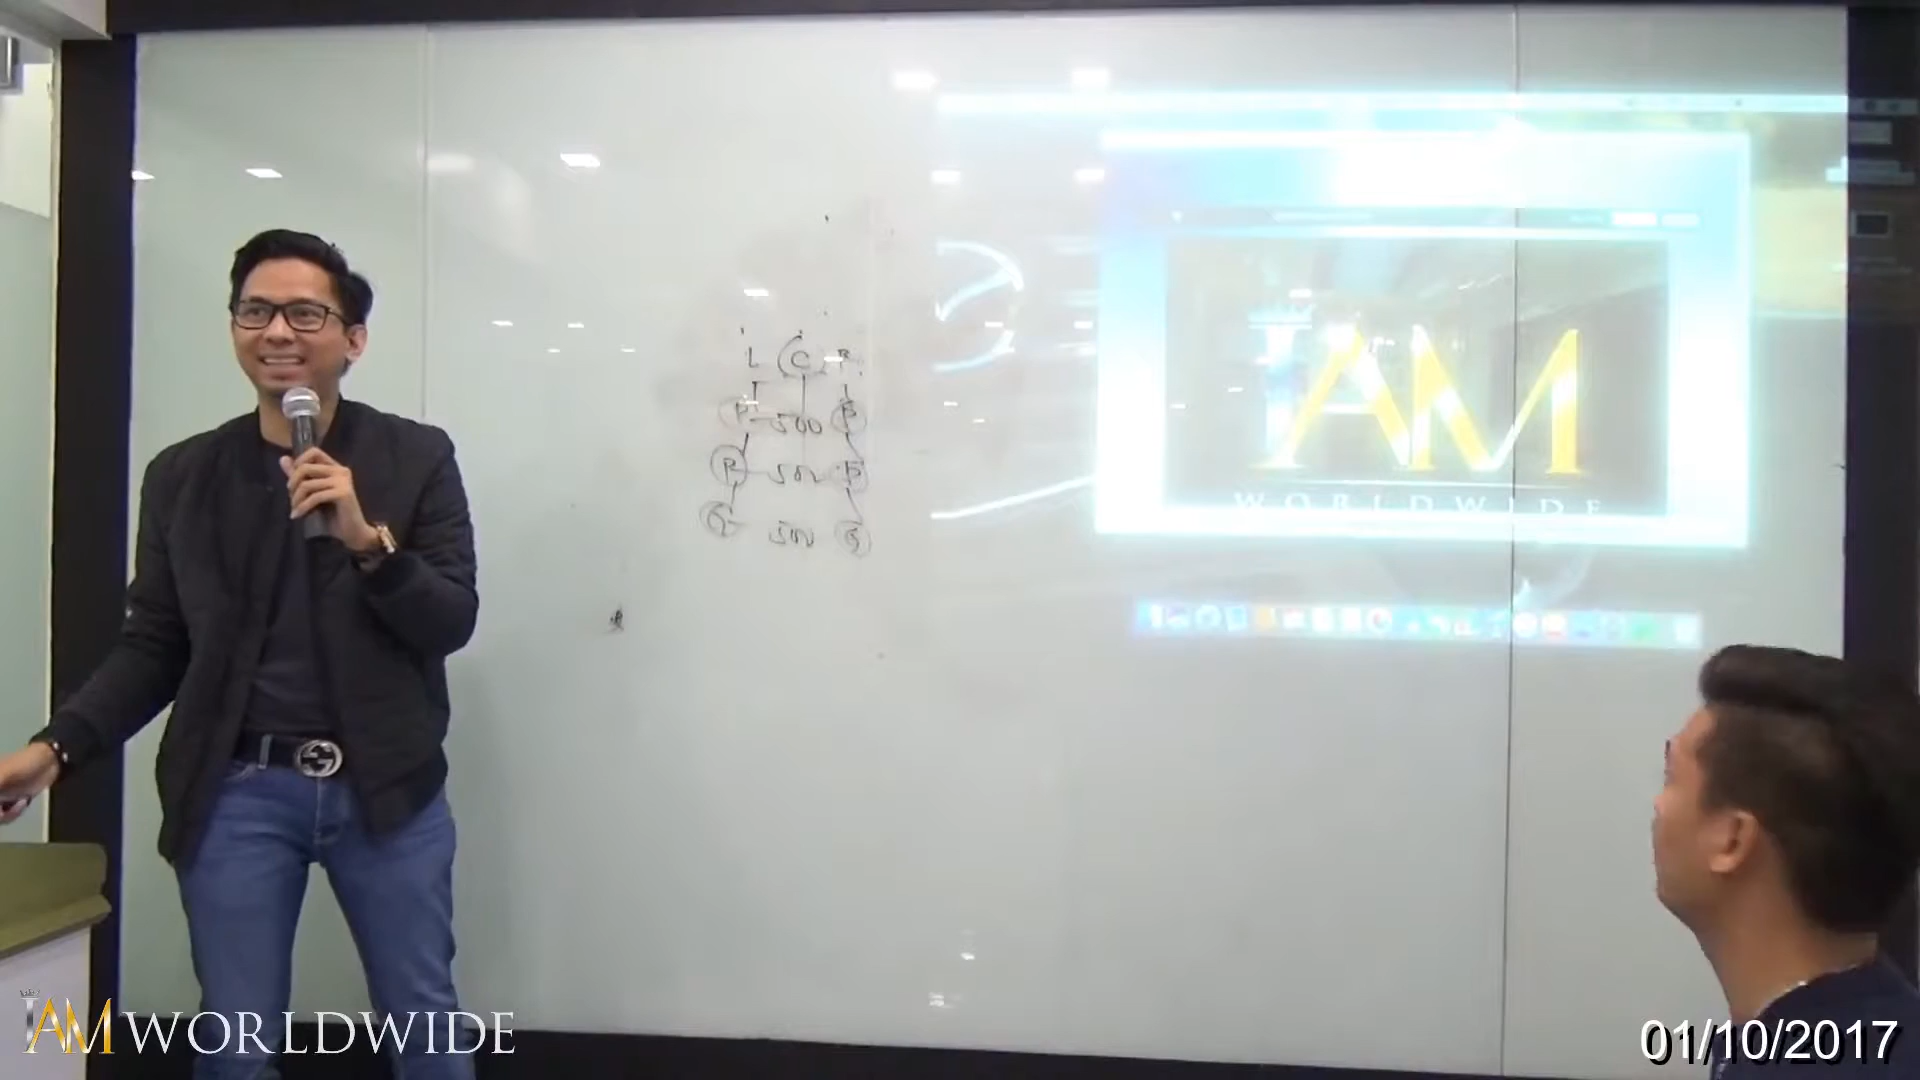 L C R
P - 500 P
P - 500 P
500
IAM
WORLDWIDE
IAM WORLDWIDE
01/10/2017